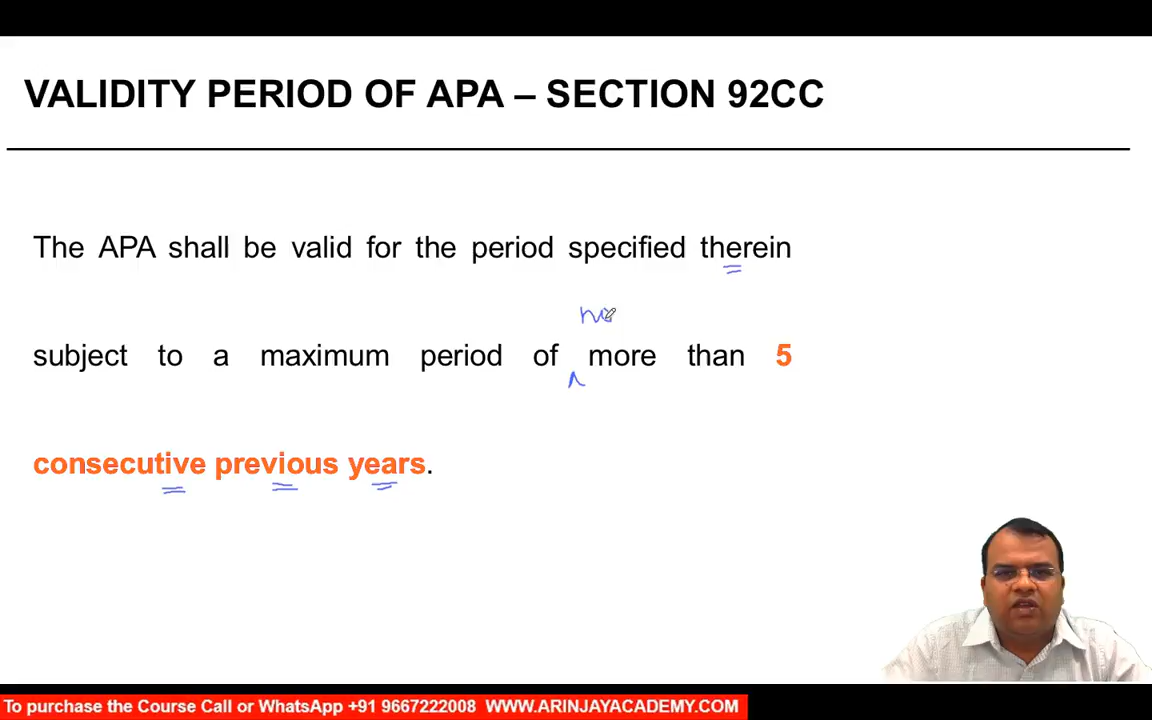 VALIDITY PERIOD OF APA – SECTION 92CC
The APA shall be valid for the period specified therein
subject to a maximum period of more than 5
consecutive previous years.
To purchase the Course Call or WhatsApp +91 9667222008 WWW.ARINJAYACADEMY.COM